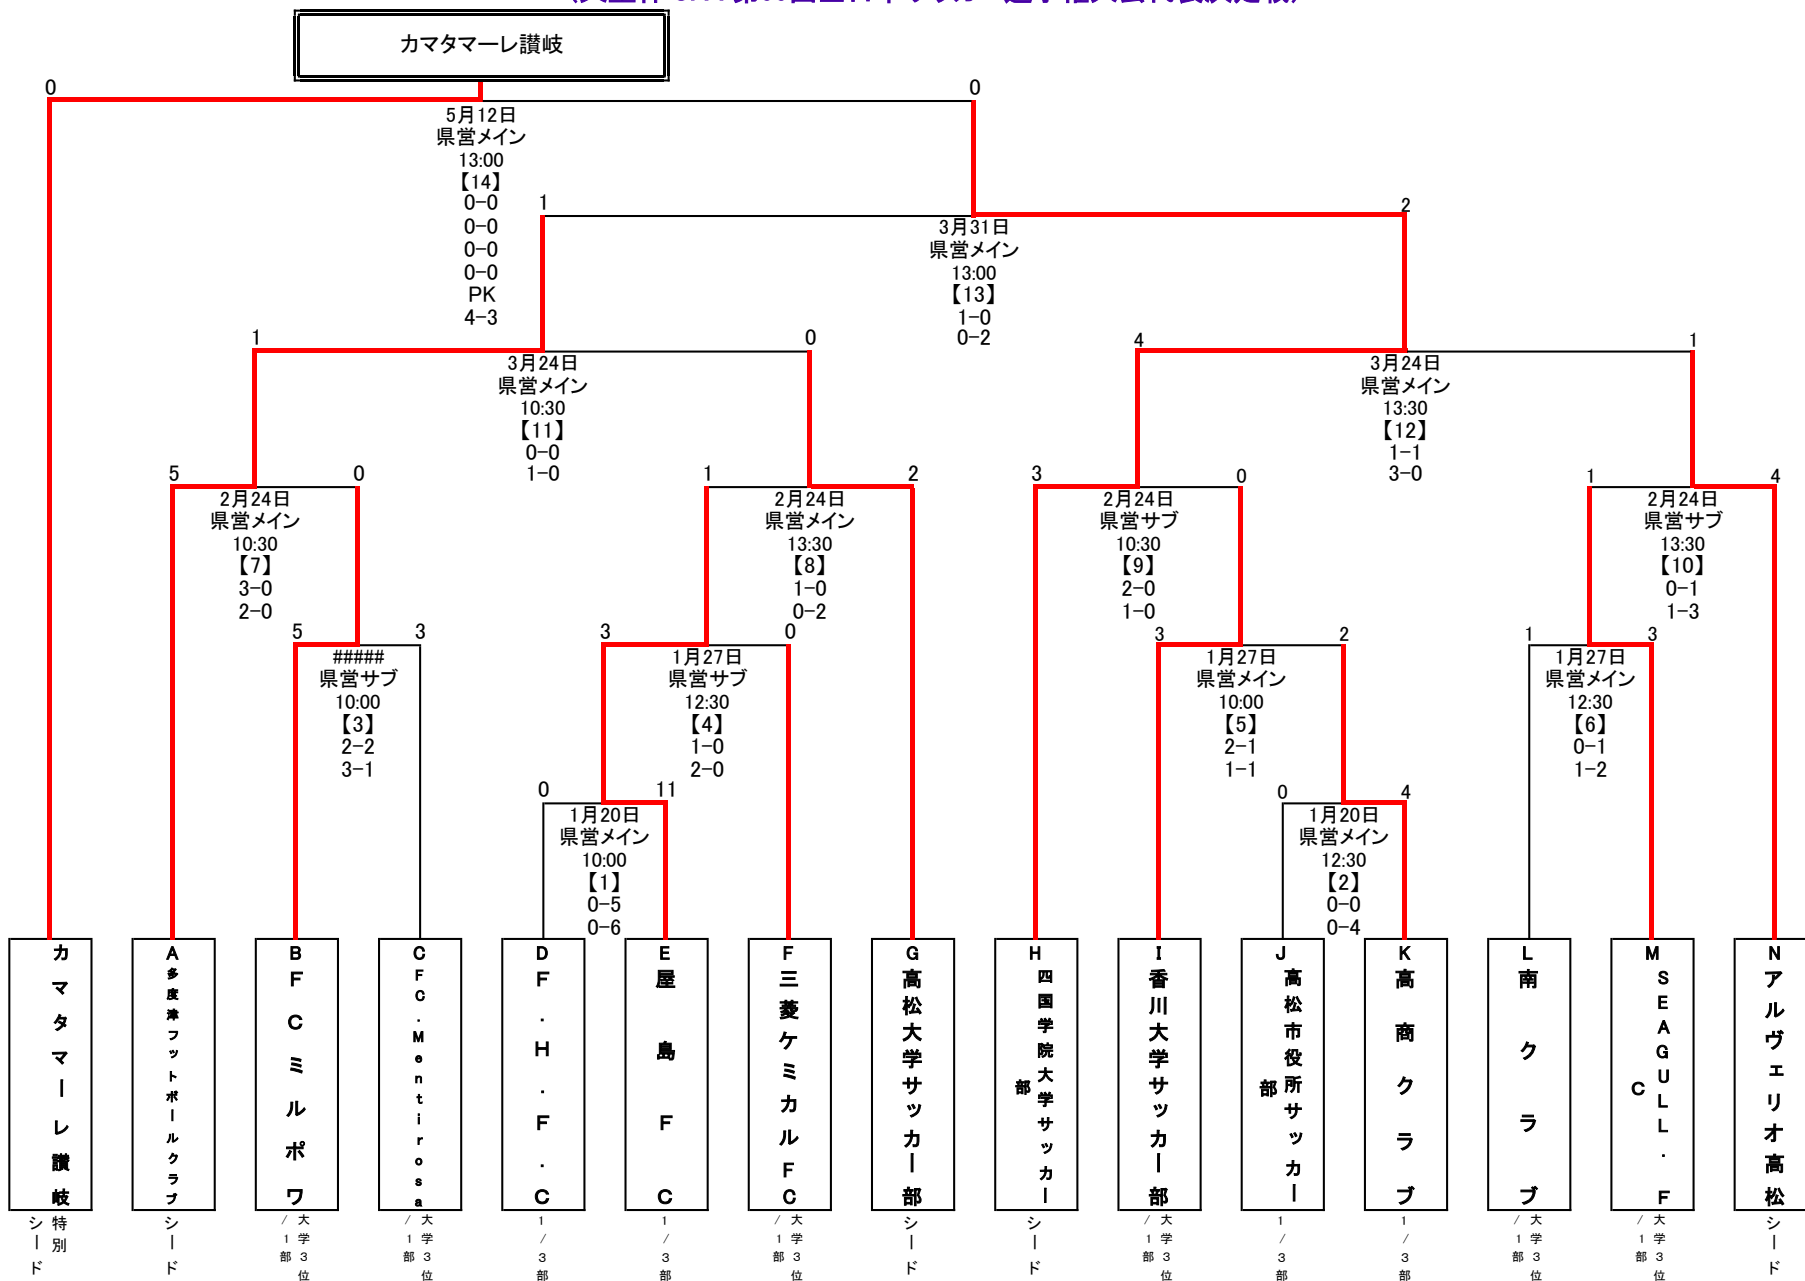 カマタマーレ讃岐
0
0
5月12日
県営メイン
13:00
【14】
0-0
0-0
0-0
0-0
PK
4-3
1
2
3月31日
県営メイン
13:00
【13】
1-0
0-2
1
0
3月24日
県営メイン
10:30
【11】
0-0
1-0
4
1
3月24日
県営メイン
13:30
【12】
1-1
3-0
5
0
2月24日
県営メイン
10:30
【7】
3-0
2-0
1
2
2月24日
県営メイン
13:30
【8】
1-0
0-2
3
0
2月24日
県営サブ
10:30
【9】
2-0
1-0
1
4
2月24日
県営サブ
13:30
【10】
0-1
1-3
5
3
#####
県営サブ
10:00
【3】
2-2
3-1
3
0
1月27日
県営サブ
12:30
【4】
1-0
2-0
3
2
1月27日
県営メイン
10:00
【5】
2-1
1-1
1
3
1月27日
県営メイン
12:30
【6】
0-1
1-2
0
11
1月20日
県営メイン
10:00
【1】
0-5
0-6
0
4
1月20日
県営メイン
12:30
【2】
0-0
0-4
カマタマーレ讃岐
特別
シード
A多度津フットボールクラブ
シード
BFCミルポワ
大学3位
/1部
CFC.Mentirosa
大学3位
/1部
DF.H.F.C
1/3部
E屋島FC
1/3部
F三菱ケミカルFC
大学3位
/1部
G高松大学サッカー部
シード
H四国学院大学サッカー
部
シード
I香川大学サッカー部
大学3位
/1部
J高松市役所サッカー
部
1/3部
K高商クラブ
1/3部
L南クラブ
大学3位
/1部
MSEAGULL.F
C
大学3位
/1部
Nアルヴェリオ高松
シード